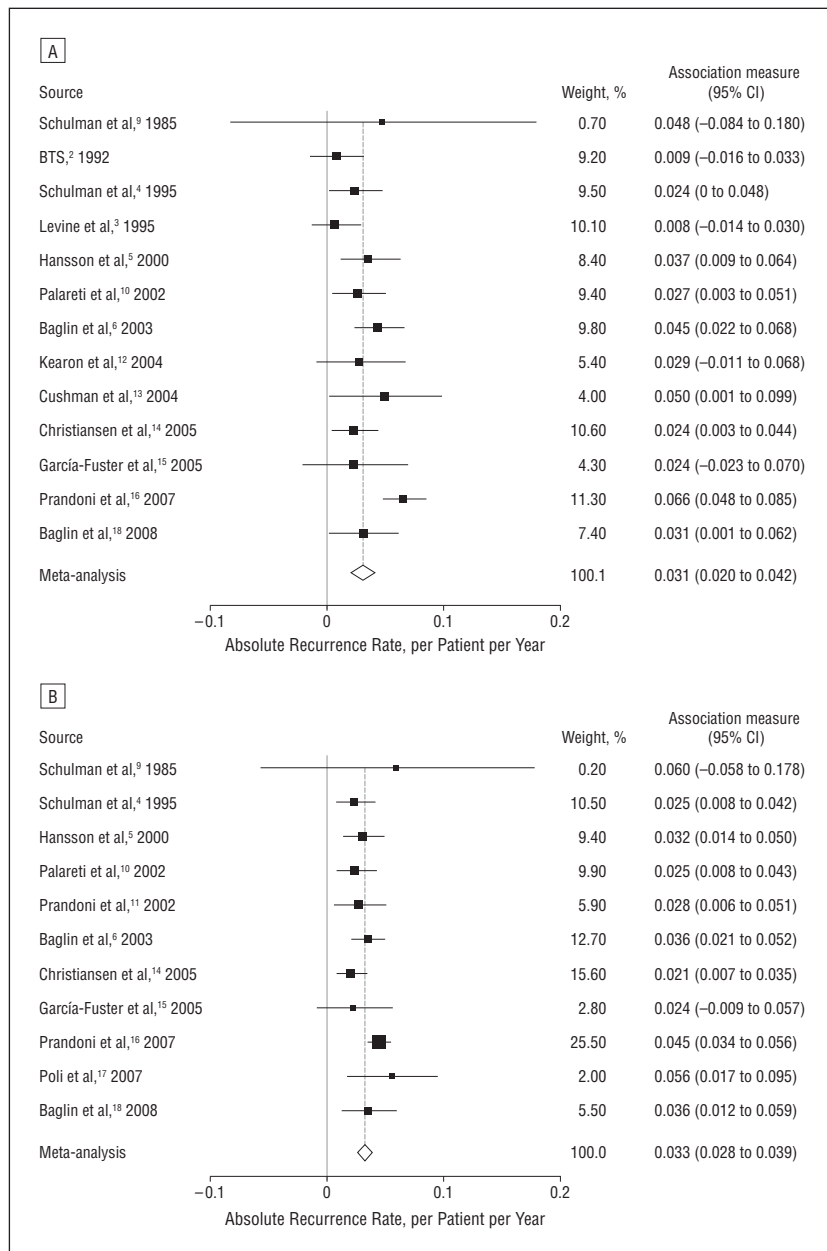 A
Source Weight, % Association measure (95% CI)
Schulman et al,⁹ 1985 0.70 0.048 (–0.084 to 0.180)
BTS,² 1992 9.20 0.009 (–0.016 to 0.033)
Schulman et al,⁴ 1995 9.50 0.024 (0 to 0.048)
Levine et al,³ 1995 10.10 0.008 (–0.014 to 0.030)
Hansson et al,⁵ 2000 8.40 0.037 (0.009 to 0.064)
Palareti et al,¹⁰ 2002 9.40 0.027 (0.003 to 0.051)
Baglin et al,⁶ 2003 9.80 0.045 (0.022 to 0.068)
Kearon et al,¹² 2004 5.40 0.029 (–0.011 to 0.068)
Cushman et al,¹³ 2004 4.00 0.050 (0.001 to 0.099)
Christiansen et al,¹⁴ 2005 10.60 0.024 (0.003 to 0.044)
García-Fuster et al,¹⁵ 2005 4.30 0.024 (–0.023 to 0.070)
Prandoni et al,¹⁶ 2007 11.30 0.066 (0.048 to 0.085)
Baglin et al,¹⁸ 2008 7.40 0.031 (0.001 to 0.062)
Meta-analysis 100.1 0.031 (0.020 to 0.042)
–0.1 0 0.1 0.2
Absolute Recurrence Rate, per Patient per Year
B
Source Weight, % Association measure (95% CI)
Schulman et al,⁹ 1985 0.20 0.060 (–0.058 to 0.178)
Schulman et al,⁴ 1995 10.50 0.025 (0.008 to 0.042)
Hansson et al,⁵ 2000 9.40 0.032 (0.014 to 0.050)
Palareti et al,¹⁰ 2002 9.90 0.025 (0.008 to 0.043)
Prandoni et al,¹¹ 2002 5.90 0.028 (0.006 to 0.051)
Baglin et al,⁶ 2003 12.70 0.036 (0.021 to 0.052)
Christiansen et al,¹⁴ 2005 15.60 0.021 (0.007 to 0.035)
García-Fuster et al,¹⁵ 2005 2.80 0.024 (–0.009 to 0.057)
Prandoni et al,¹⁶ 2007 25.50 0.045 (0.034 to 0.056)
Poli et al,¹⁷ 2007 2.00 0.056 (0.017 to 0.095)
Baglin et al,¹⁸ 2008 5.50 0.036 (0.012 to 0.059)
Meta-analysis 100.0 0.033 (0.028 to 0.039)
–0.1 0 0.1 0.2
Absolute Recurrence Rate, per Patient per Year